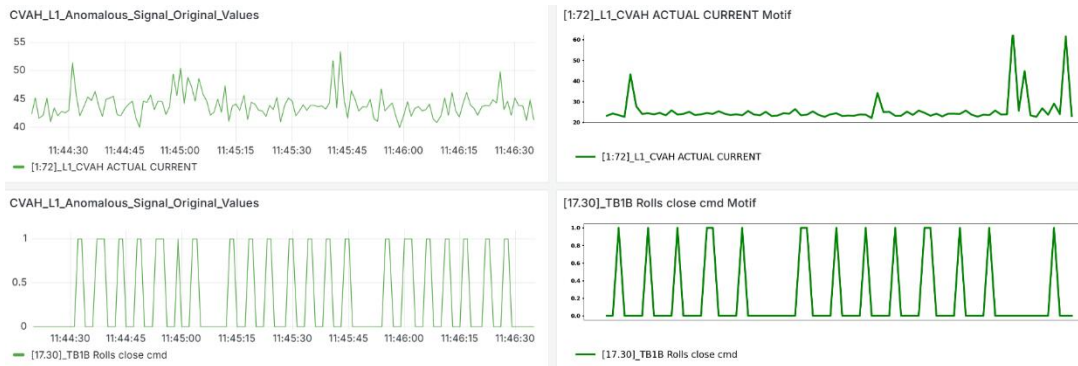 CVAH_L1_Anomalous_Signal_Original_Values
55
50
45
40
11:44:30 11:44:45 11:45:00 11:45:15 11:45:30 11:45:45 11:46:00 11:46:15 11:46:30
[1:72]_L1_CVAH ACTUAL CURRENT
[1:72]_L1_CVAH ACTUAL CURRENT Motif
60
50
40
30
20
[1:72]_L1_CVAH ACTUAL CURRENT
CVAH_L1_Anomalous_Signal_Original_Values
1
0.5
0
11:44:30 11:44:45 11:45:00 11:45:15 11:45:30 11:45:45 11:46:00 11:46:15 11:46:30
[17.30]_TB1B Rolls close cmd
[17.30]_TB1B Rolls close cmd Motif
1.0
0.8
0.6
0.4
0.2
0.0
[17.30]_TB1B Rolls close cmd